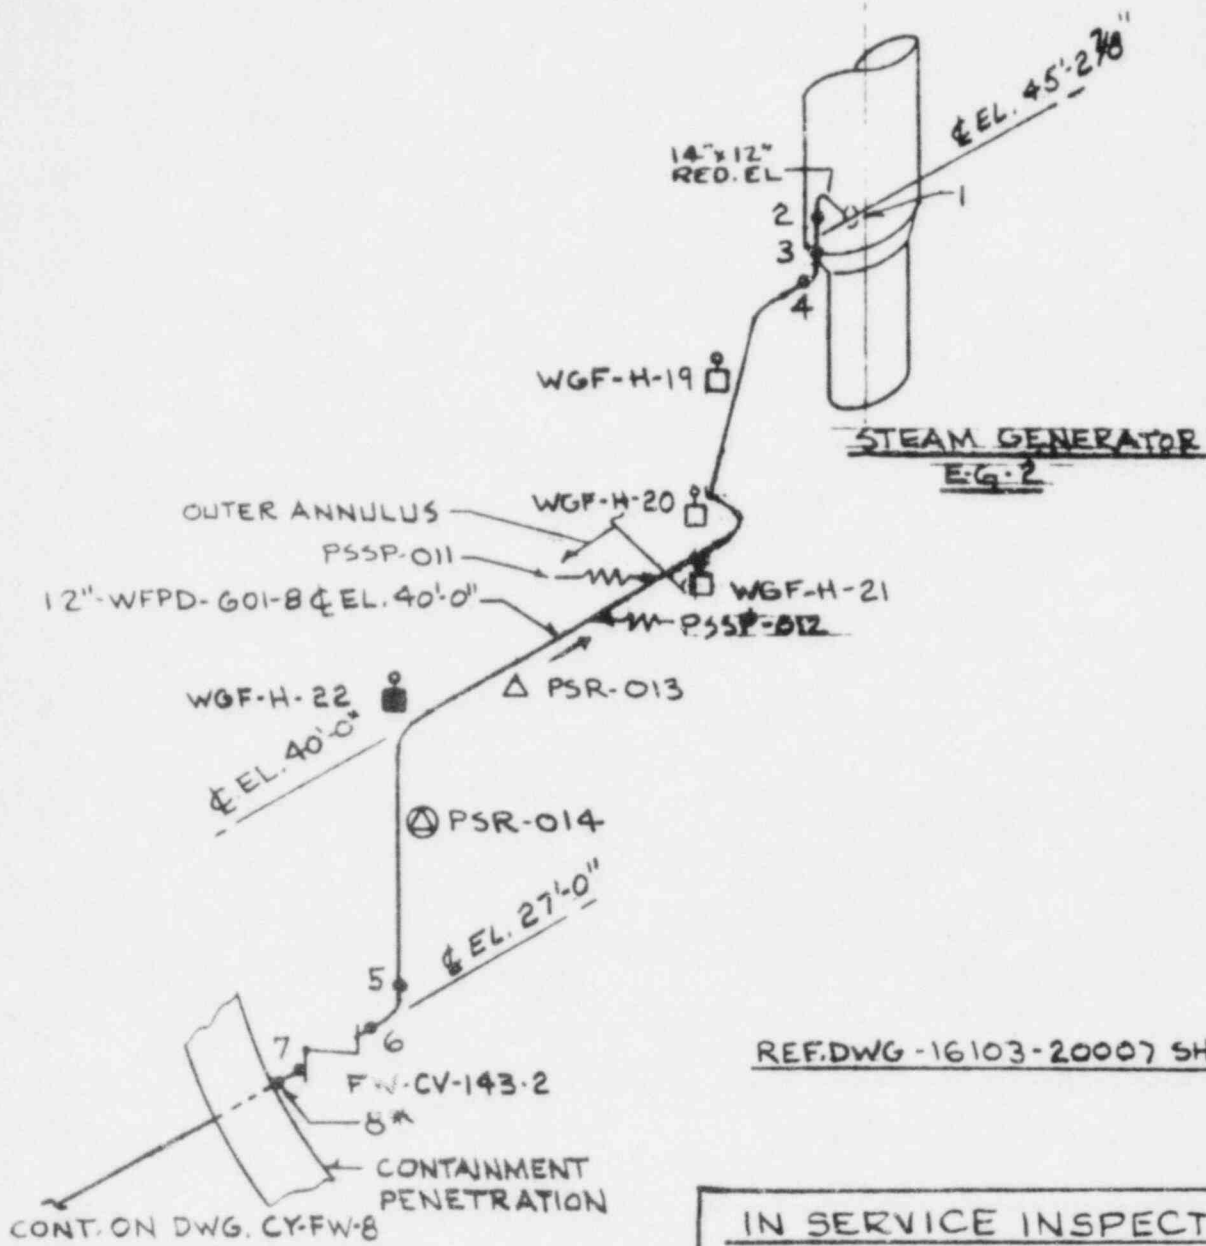 ℄ EL. 45'-2 7/8"
14"x12"
RED. EL
1
2
3
4
WGF-H-19
STEAM GENERATOR
E-G-2
OUTER ANNULUS
WGF-H-20
PSSP-011
WGF-H-21
12"-WFPD-601-8 ℄ EL. 40'-0"
PSSP-012
WGF-H-22
PSR-013
℄ EL. 40'-0"
PSR-014
℄ EL. 27'-0"
5
6
7
FW-CV-143-2
8*
REF.DWG-16103-20007 SH
CONTAINMENT
PENETRATION
CONT. ON DWG. CY-FW-8
IN SERVICE INSPECT